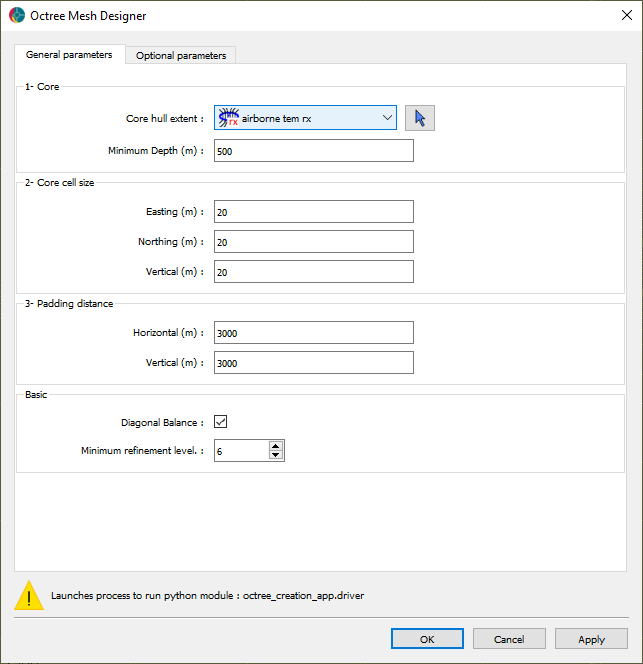 Octree Mesh Designer
General parameters
Optional parameters
1- Core
Core hull extent :
rx airborne tem rx
Minimum Depth (m) :
500
2- Core cell size
Easting (m) :
20
Northing (m) :
20
Vertical (m) :
20
3- Padding distance
Horizontal (m) :
3000
Vertical (m) :
3000
Basic
Diagonal Balance :
Minimum refinement level. :
6
Launches process to run python module : octree_creation_app.driver
OK
Cancel
Apply